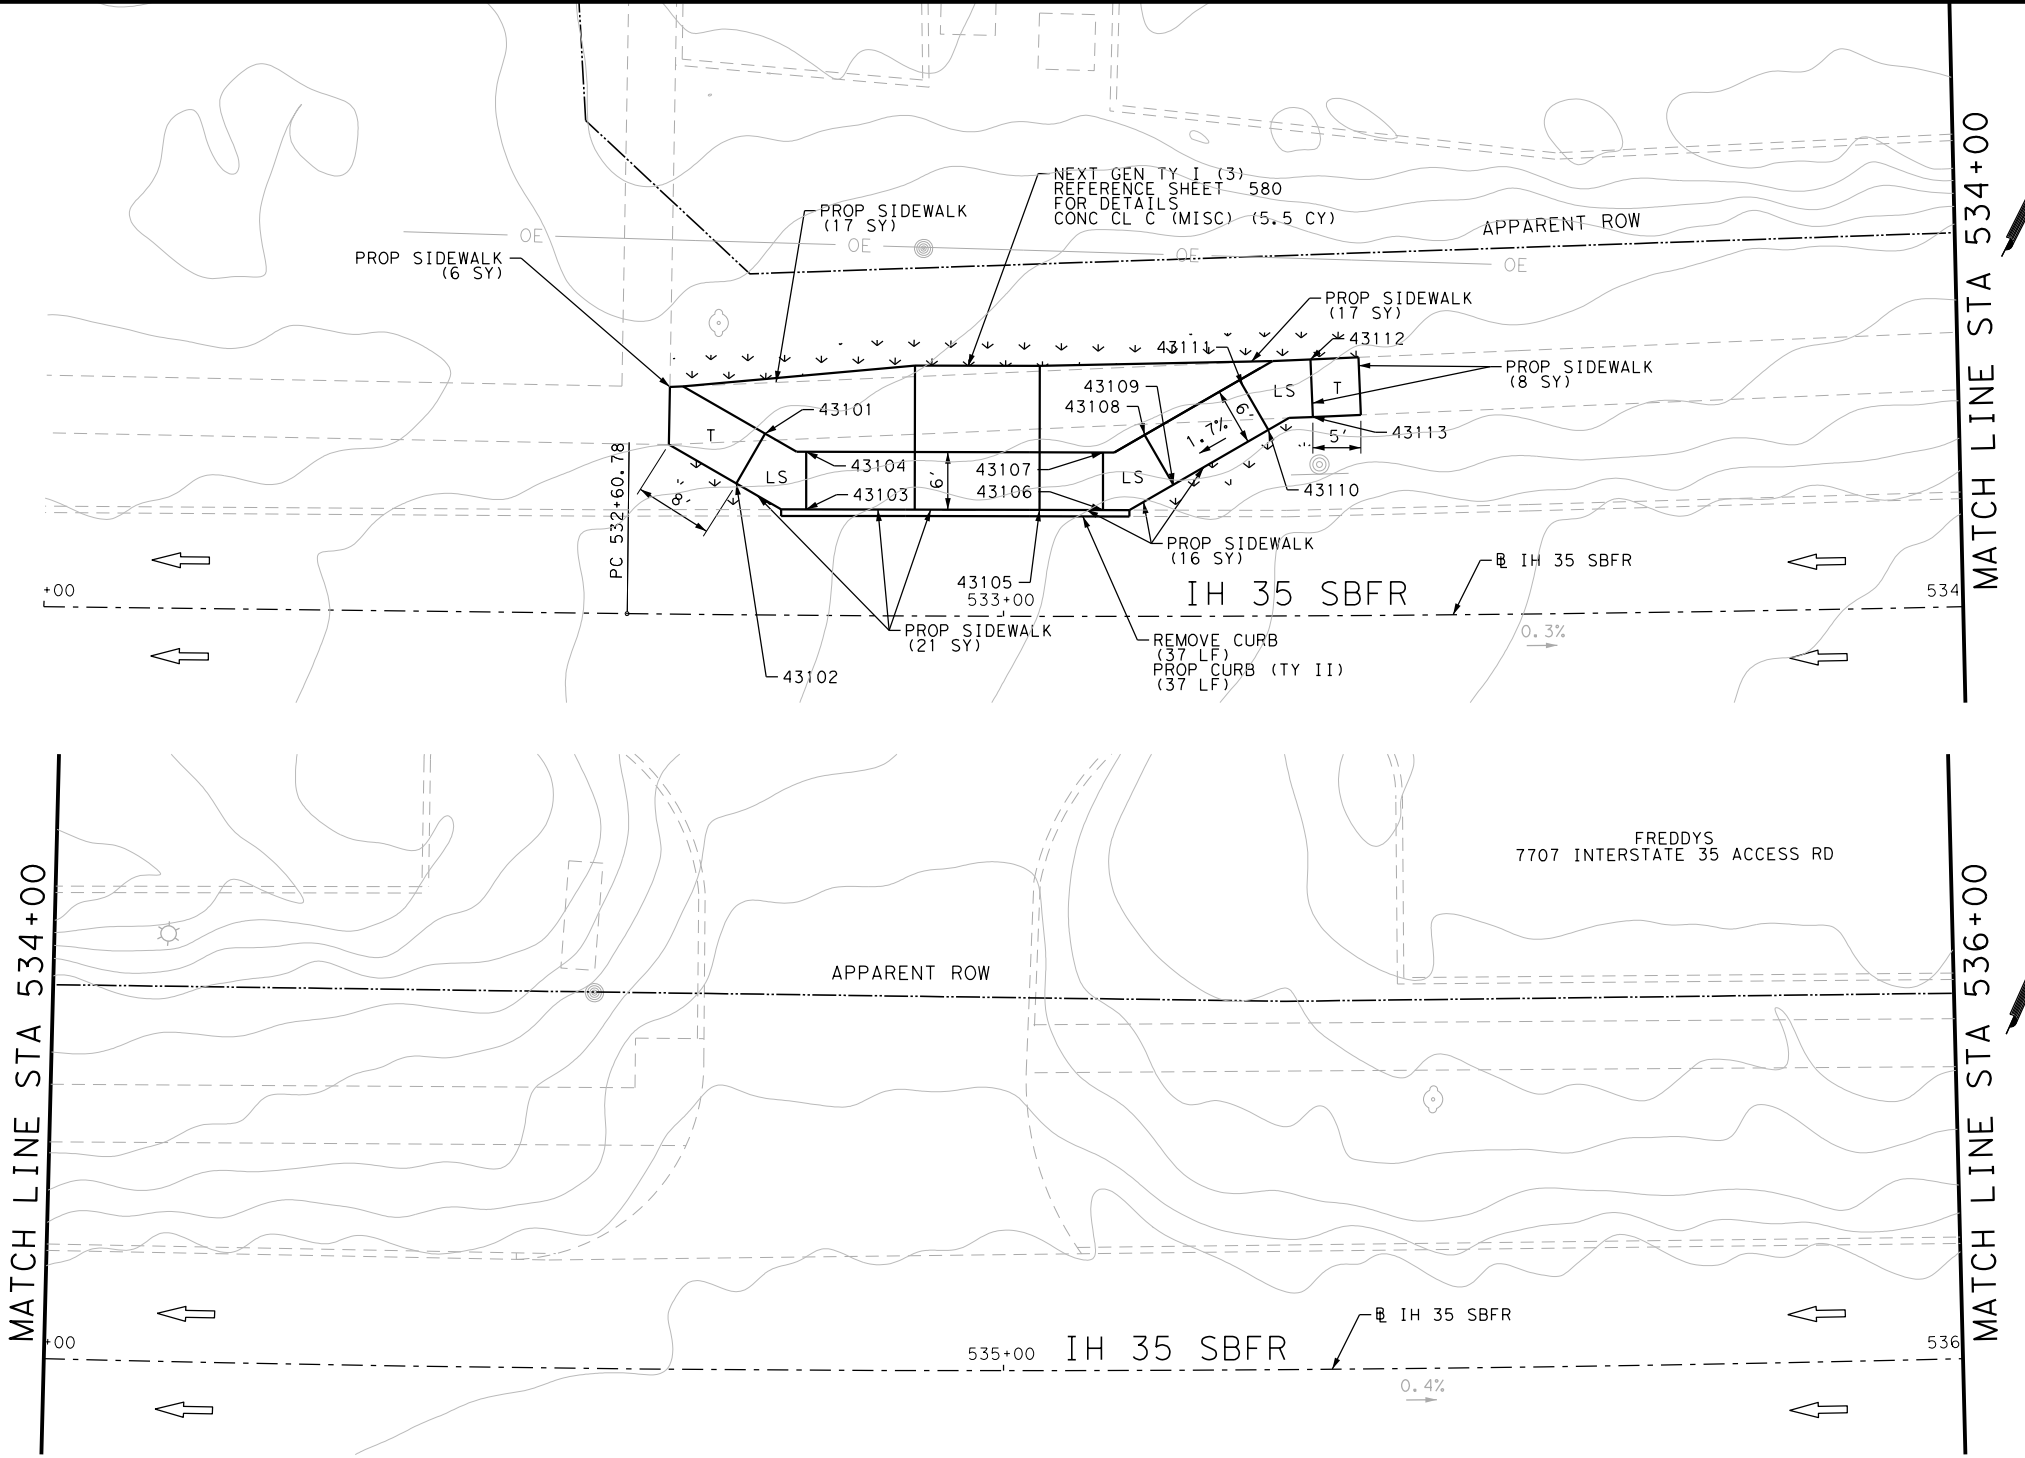 NEXT GEN TY I (3)
REFERENCE SHEET 580
FOR DETAILS
CONC CL C (MISC) (5.5 CY)
PROP SIDEWALK
(17 SY)
APPARENT ROW
OE
OE
OE
OE
PROP SIDEWALK
(6 SY)
PROP SIDEWALK
(17 SY)
43111
43112
PROP SIDEWALK
(8 SY)
43109
43108
LS
T
6'
1.7%
43101
T
43113
5'
43104
43107
LS
LS
6'
43103
43106
43110
8'
PC 532+60.78
PROP SIDEWALK
(16 SY)
43105
533+00
IH 35 SBFR
BL IH 35 SBFR
+00
534
PROP SIDEWALK
(21 SY)
REMOVE CURB
(37 LF)
PROP CURB (TY II)
(37 LF)
0.3%
43102
MATCH LINE STA 534+00
MATCH LINE STA 534+00
FREDDYS
7707 INTERSTATE 35 ACCESS RD
APPARENT ROW
MATCH LINE STA 536+00
+00
535+00
IH 35 SBFR
BL IH 35 SBFR
536
0.4%